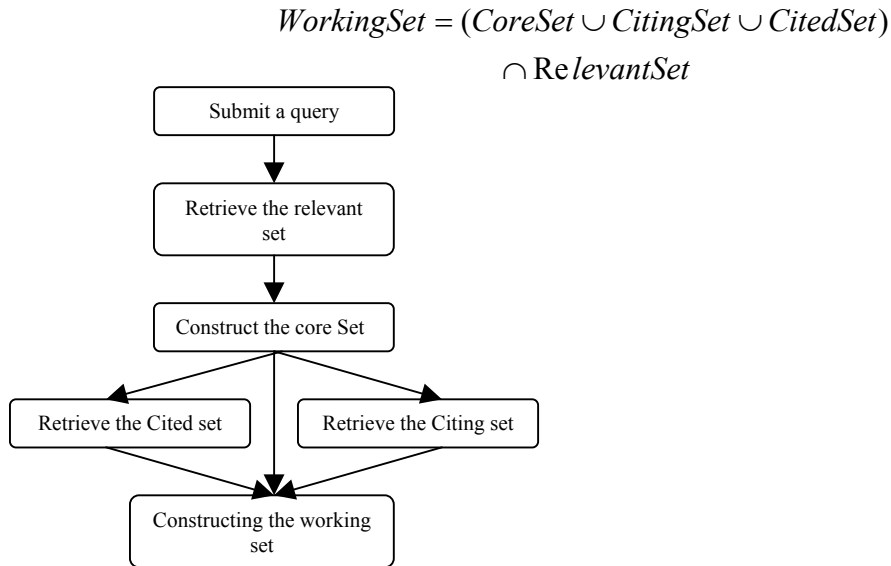 WorkingSet = (CoreSet ∪ CitingSet ∪ CitedSet)
∩ RelevantSet
Submit a query
Retrieve the relevant
set
Construct the core Set
Retrieve the Cited set
Retrieve the Citing set
Constructing the working
set